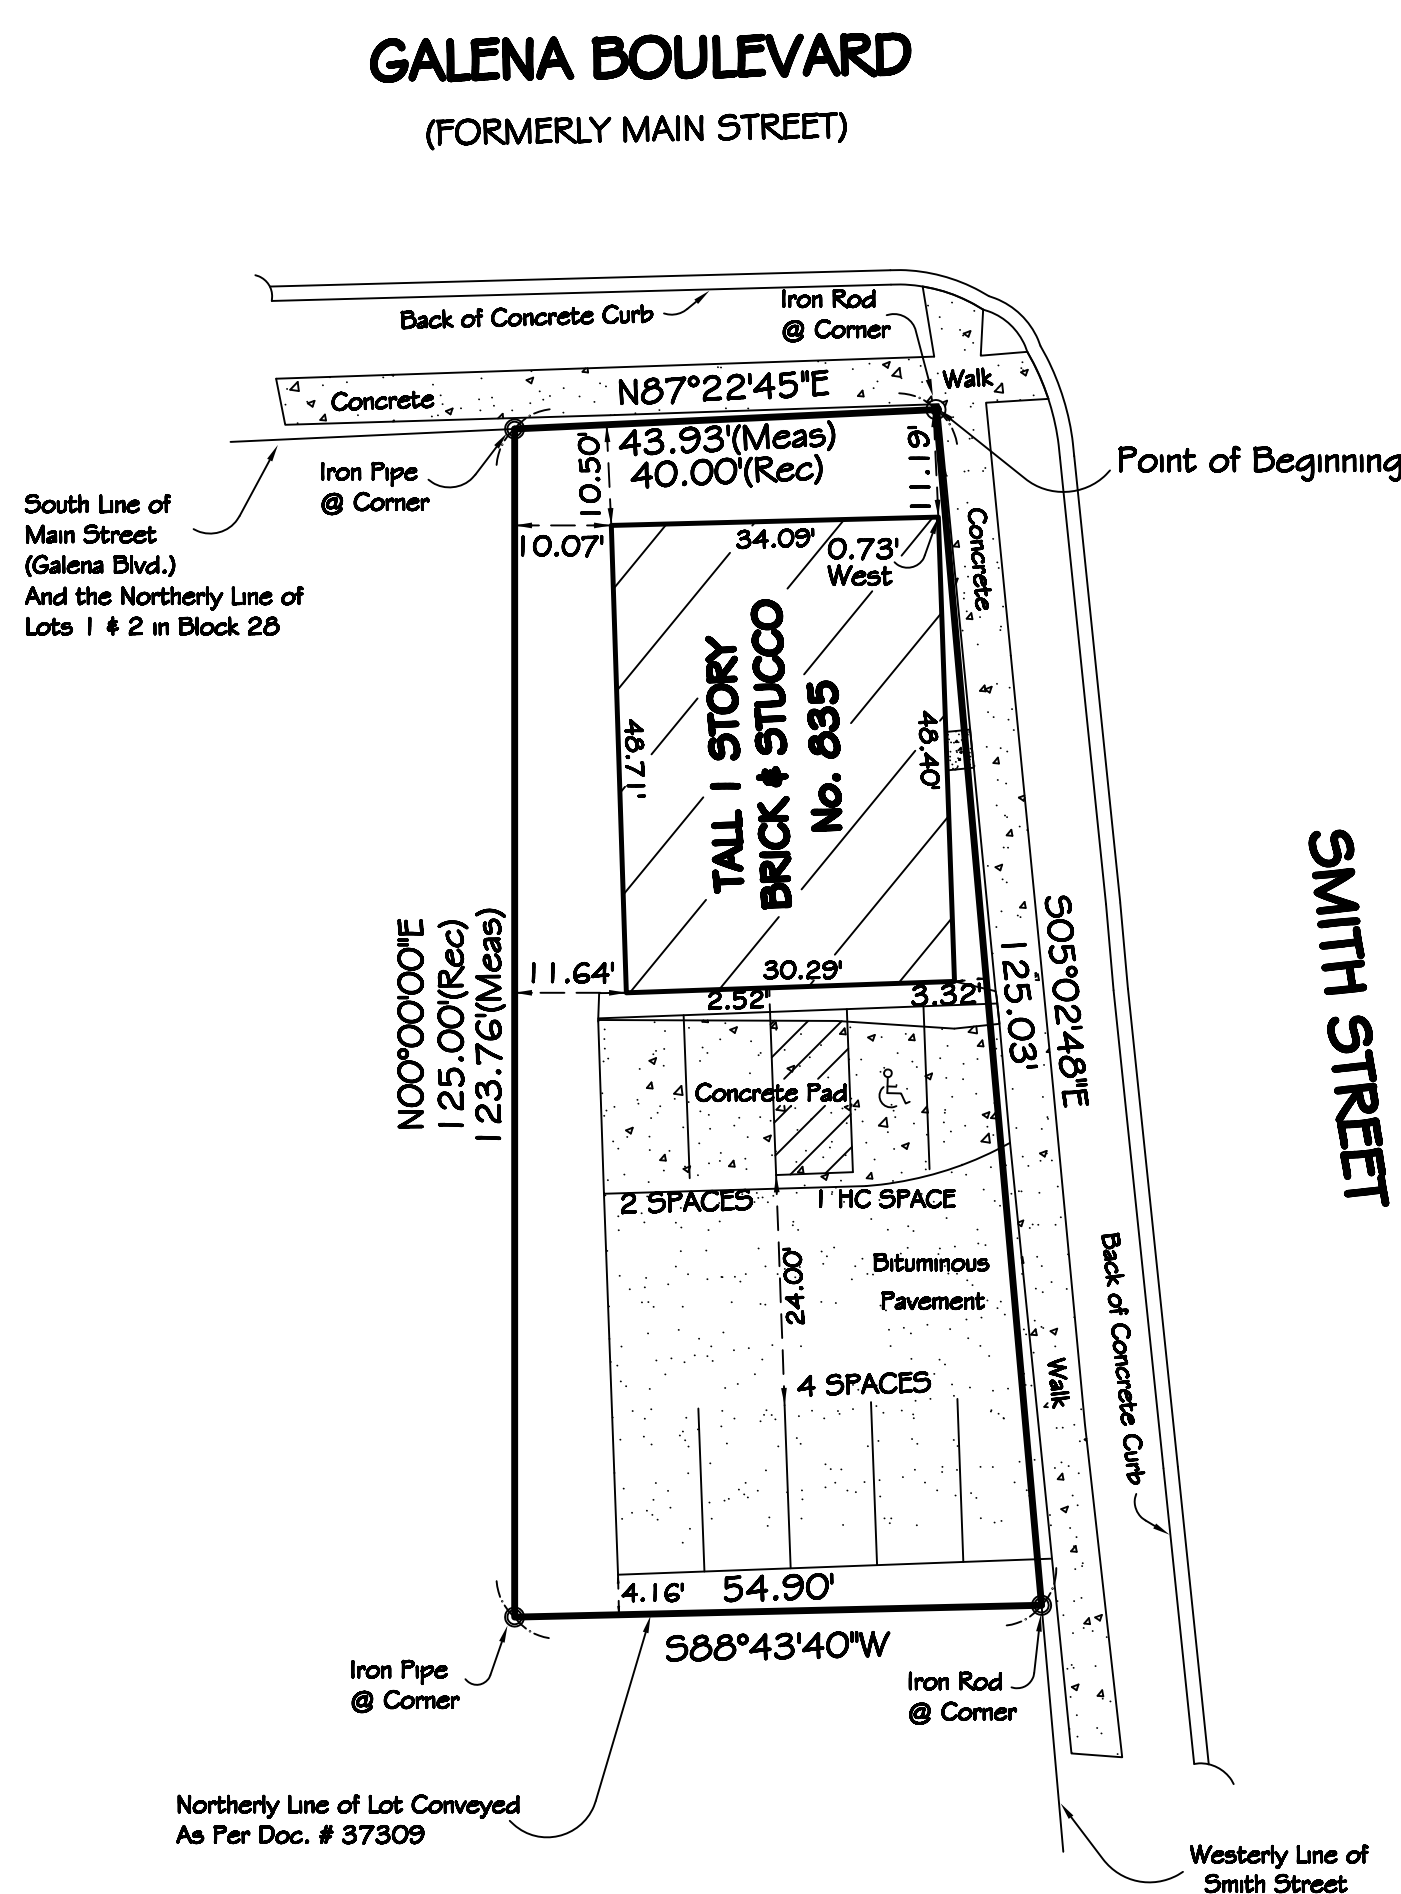 GALENA BOULEVARD
(FORMERLY MAIN STREET)
Back of Concrete Curb
Iron Rod
@ Corner
Concrete
N87°22'45"E
Walk
43.93'(Meas)
40.00'(Rec)
10.50'
11.19'
Iron Pipe
@ Corner
Point of Beginning
South Line of
Main Street
(Galena Blvd.)
And the Northerly Line of
Lots 1 & 2 in Block 28
10.07'
34.09'
0.73'
West
Concrete
TALL 1 STORY
BRICK & STUCCO
No. 835
48.71'
48.40'
SMITH STREET
N00°00'00"E
125.00'(Rec)
123.76'(Meas)
S05°02'48"E
125.03'
11.64'
30.29'
2.52'
3.32'
Concrete Pad
2 SPACES
1 HC SPACE
24.00'
Bituminous
Pavement
4 SPACES
Walk
Back of Concrete Curb
4.16'
54.90'
S88°43'40"W
Iron Pipe
@ Corner
Iron Rod
@ Corner
Northerly Line of Lot Conveyed
As Per Doc. # 37309
Westerly Line of
Smith Street